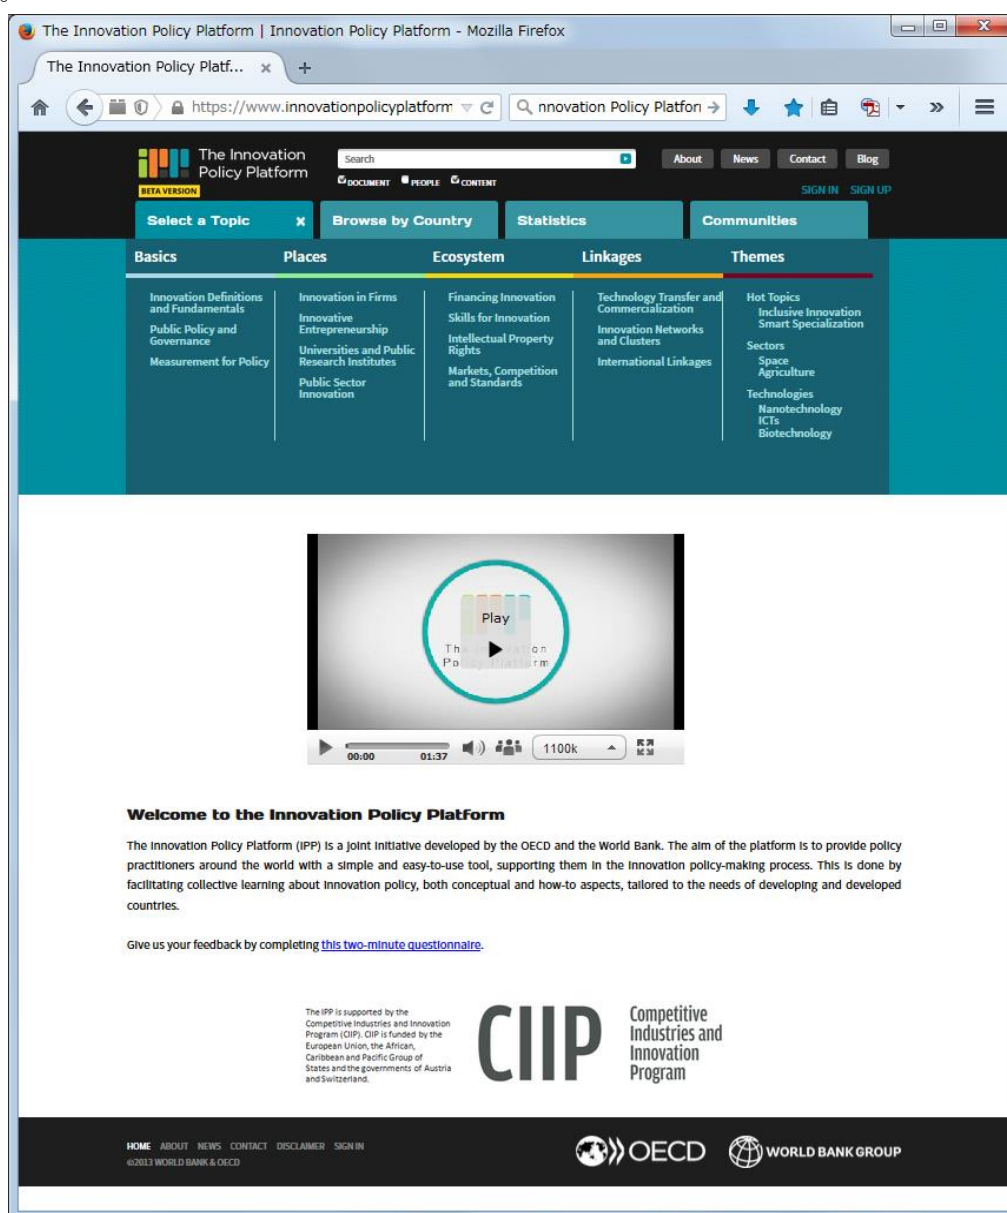 The Innovation Policy Platform | Innovation Policy Platform - Mozilla Firefox
The Innovation Policy Platf...
https://www.innovationpolicyplatform
nnovation Policy Platfori
The Innovation
Policy Platform
BETA VERSION
Search
DOCUMENT PEOPLE CONTENT
About News Contact Blog
SIGN IN SIGN UP
Select a Topic x Browse by Country Statistics Communities
Basics Places Ecosystem Linkages Themes
Innovation Definitions
and Fundamentals
Public Policy and
Governance
Measurement for Policy
Innovation in Firms
Innovative
Entrepreneurship
Universities and Public
Research Institutes
Public Sector
Innovation
Financing Innovation
Skills for Innovation
Intellectual Property
Rights
Markets, Competition
and Standards
Technology Transfer and
Commercialization
Innovation Networks
and Clusters
International Linkages
Hot Topics
Inclusive Innovation
Smart Specialization
Sectors
Space
Agriculture
Technologies
Nanotechnology
ICTs
Biotechnology
Play
00:00 01:37 1100k
Welcome to the Innovation Policy Platform
The Innovation Policy Platform (IPP) is a joint initiative developed by the OECD and the World Bank. The aim of the platform is to provide policy
practitioners around the world with a simple and easy-to-use tool, supporting them in the innovation policy-making process. This is done by
facilitating collective learning about innovation policy, both conceptual and how-to aspects, tailored to the needs of developing and developed
countries.
Give us your feedback by completing this two-minute questionnaire.
The IPP is supported by the
Competitive Industries and Innovation
Program (CIIP). CIIP is funded by the
European Union, the African,
Caribbean and Pacific Group of
States and the governments of Austria
and Switzerland.
CIIP
Competitive
Industries and
Innovation
Program
HOME ABOUT NEWS CONTACT DISCLAIMER SIGN IN
©2013 WORLD BANK & OECD
OECD
WORLD BANK GROUP